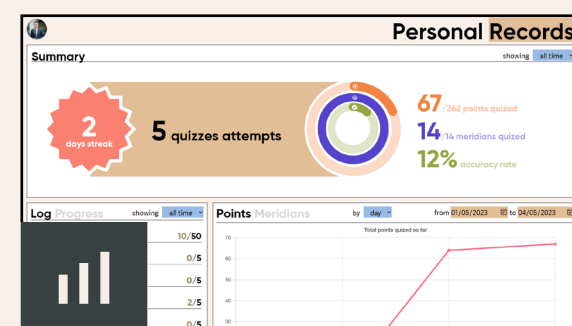 Personal Records
Summary
showing all time
2
days streak
5 quizzes attempts
67 /362 points quized
14 /14 meridians quized
12% accuracy rate
Log Progress
showing all time
10/50
0/5
0/5
2/5
0/5
Points Meridians
by day
from 01/05/2023 to 04/05/2023
Total points quized so far
70
60
50
40
30